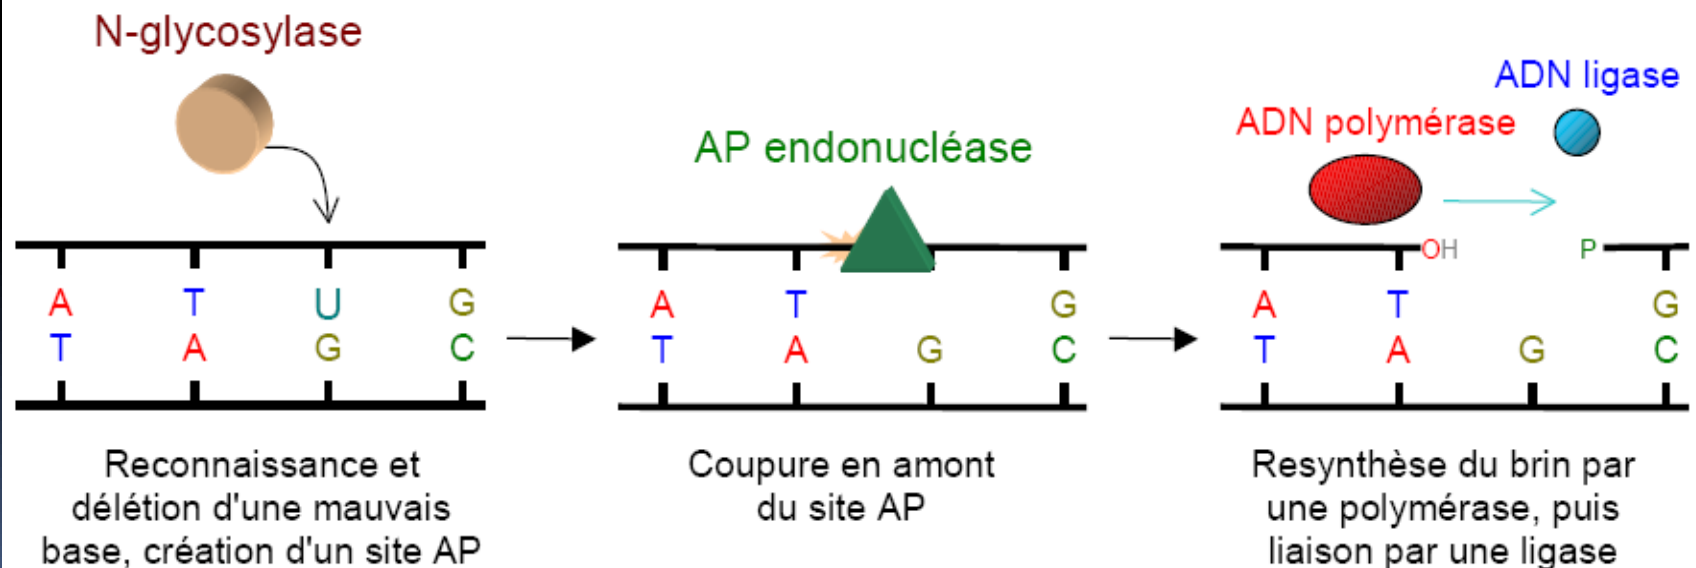 N-glycosylase
A T U G
T A G C
Reconnaissance et
délétion d'une mauvais
base, création d'un site AP
AP endonucléase
A T G
T A G C
Coupure en amont
du site AP
ADN ligase
ADN polymérase
OH P
A T G
T A G C
Resynthèse du brin par
une polymérase, puis
liaison par une ligase